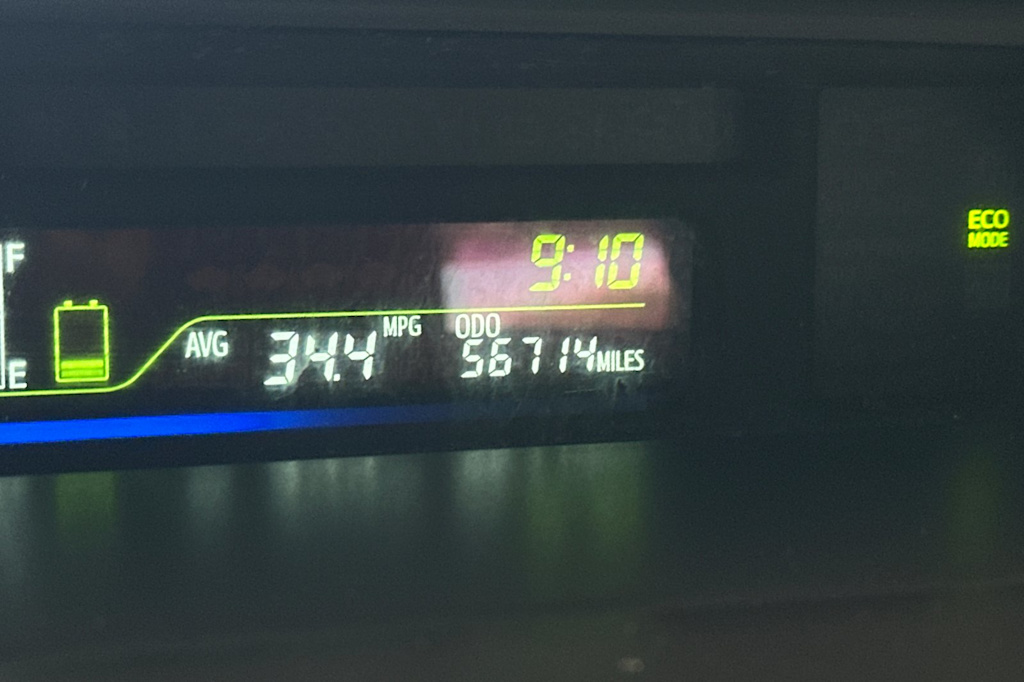 9:10
ECO
MODE
F
E
AVG 34.4 MPG
ODO
56714 MILES